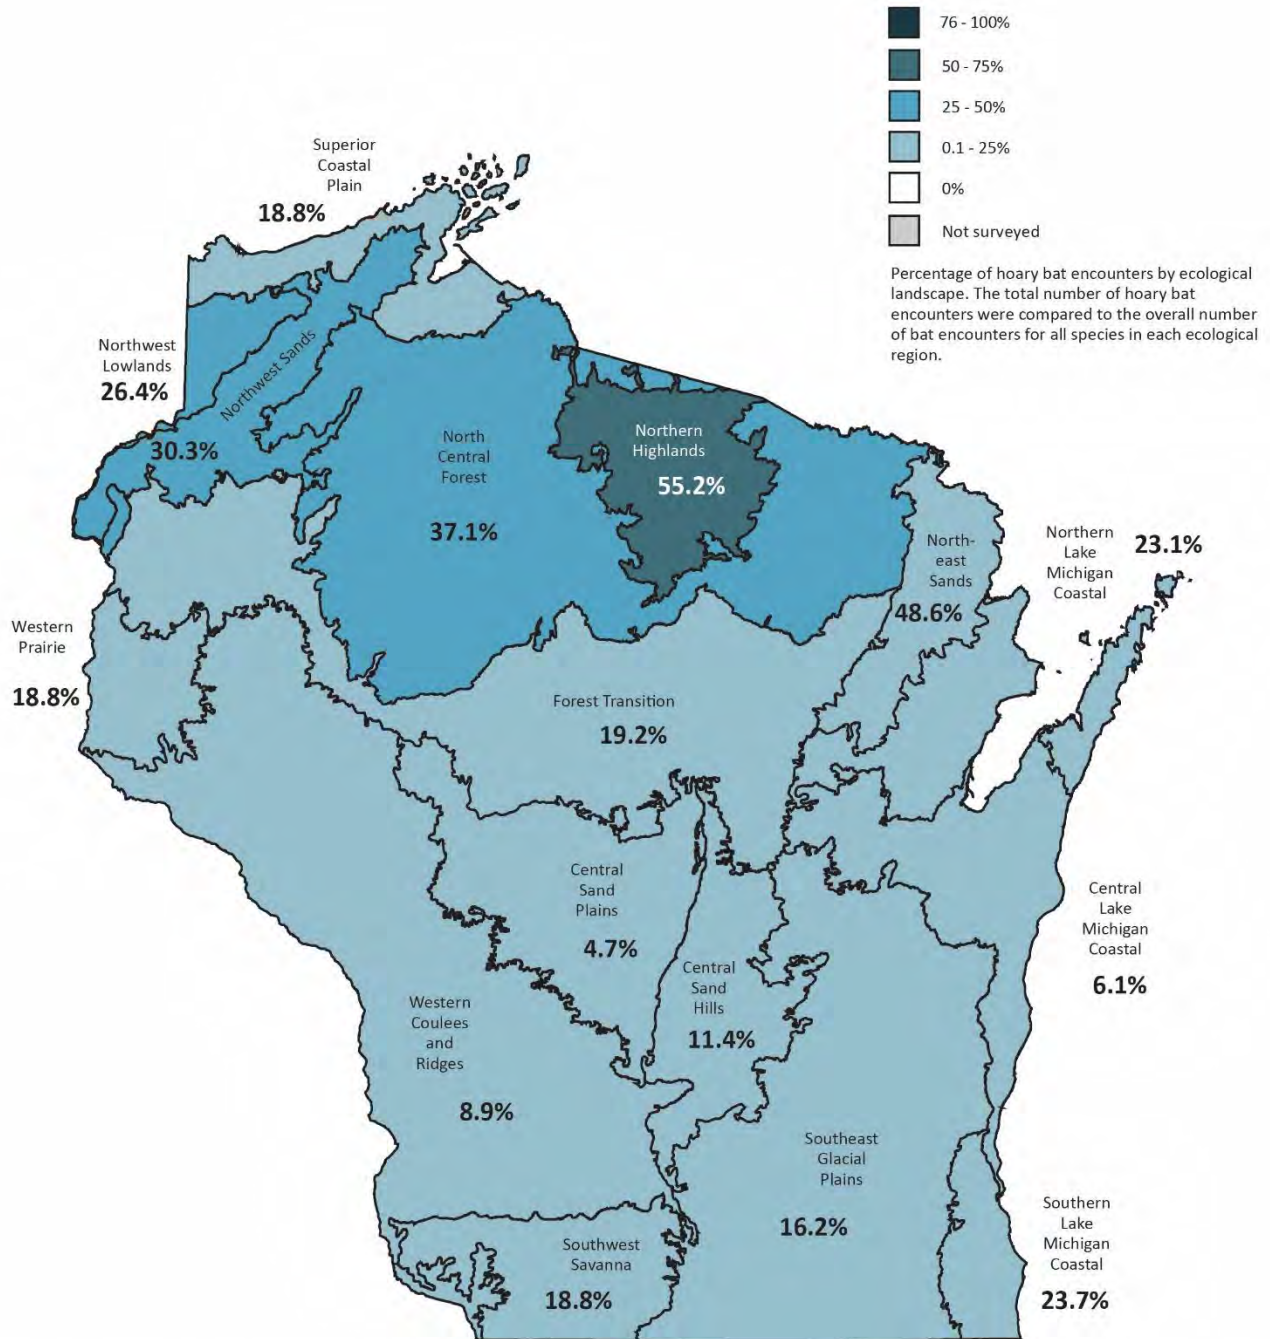 76 - 100%
50 - 75%
25 - 50%
0.1 - 25%
0%
Not surveyed
Percentage of hoary bat encounters by ecological
landscape. The total number of hoary bat
encounters were compared to the overall number
of bat encounters for all species in each ecological
region.
Superior
Coastal
Plain
18.8%
Northwest
Lowlands
26.4%
Northwest Sands
30.3%
North
Central
Forest
37.1%
Northern
Highlands
55.2%
North-
east
Sands
48.6%
Northern
Lake
Michigan
Coastal
23.1%
Western
Prairie
18.8%
Forest Transition
19.2%
Central
Sand
Plains
4.7%
Central
Sand
Hills
11.4%
Central
Lake
Michigan
Coastal
6.1%
Western
Coulees
and
Ridges
8.9%
Southeast
Glacial
Plains
16.2%
Southwest
Savanna
18.8%
Southern
Lake
Michigan
Coastal
23.7%